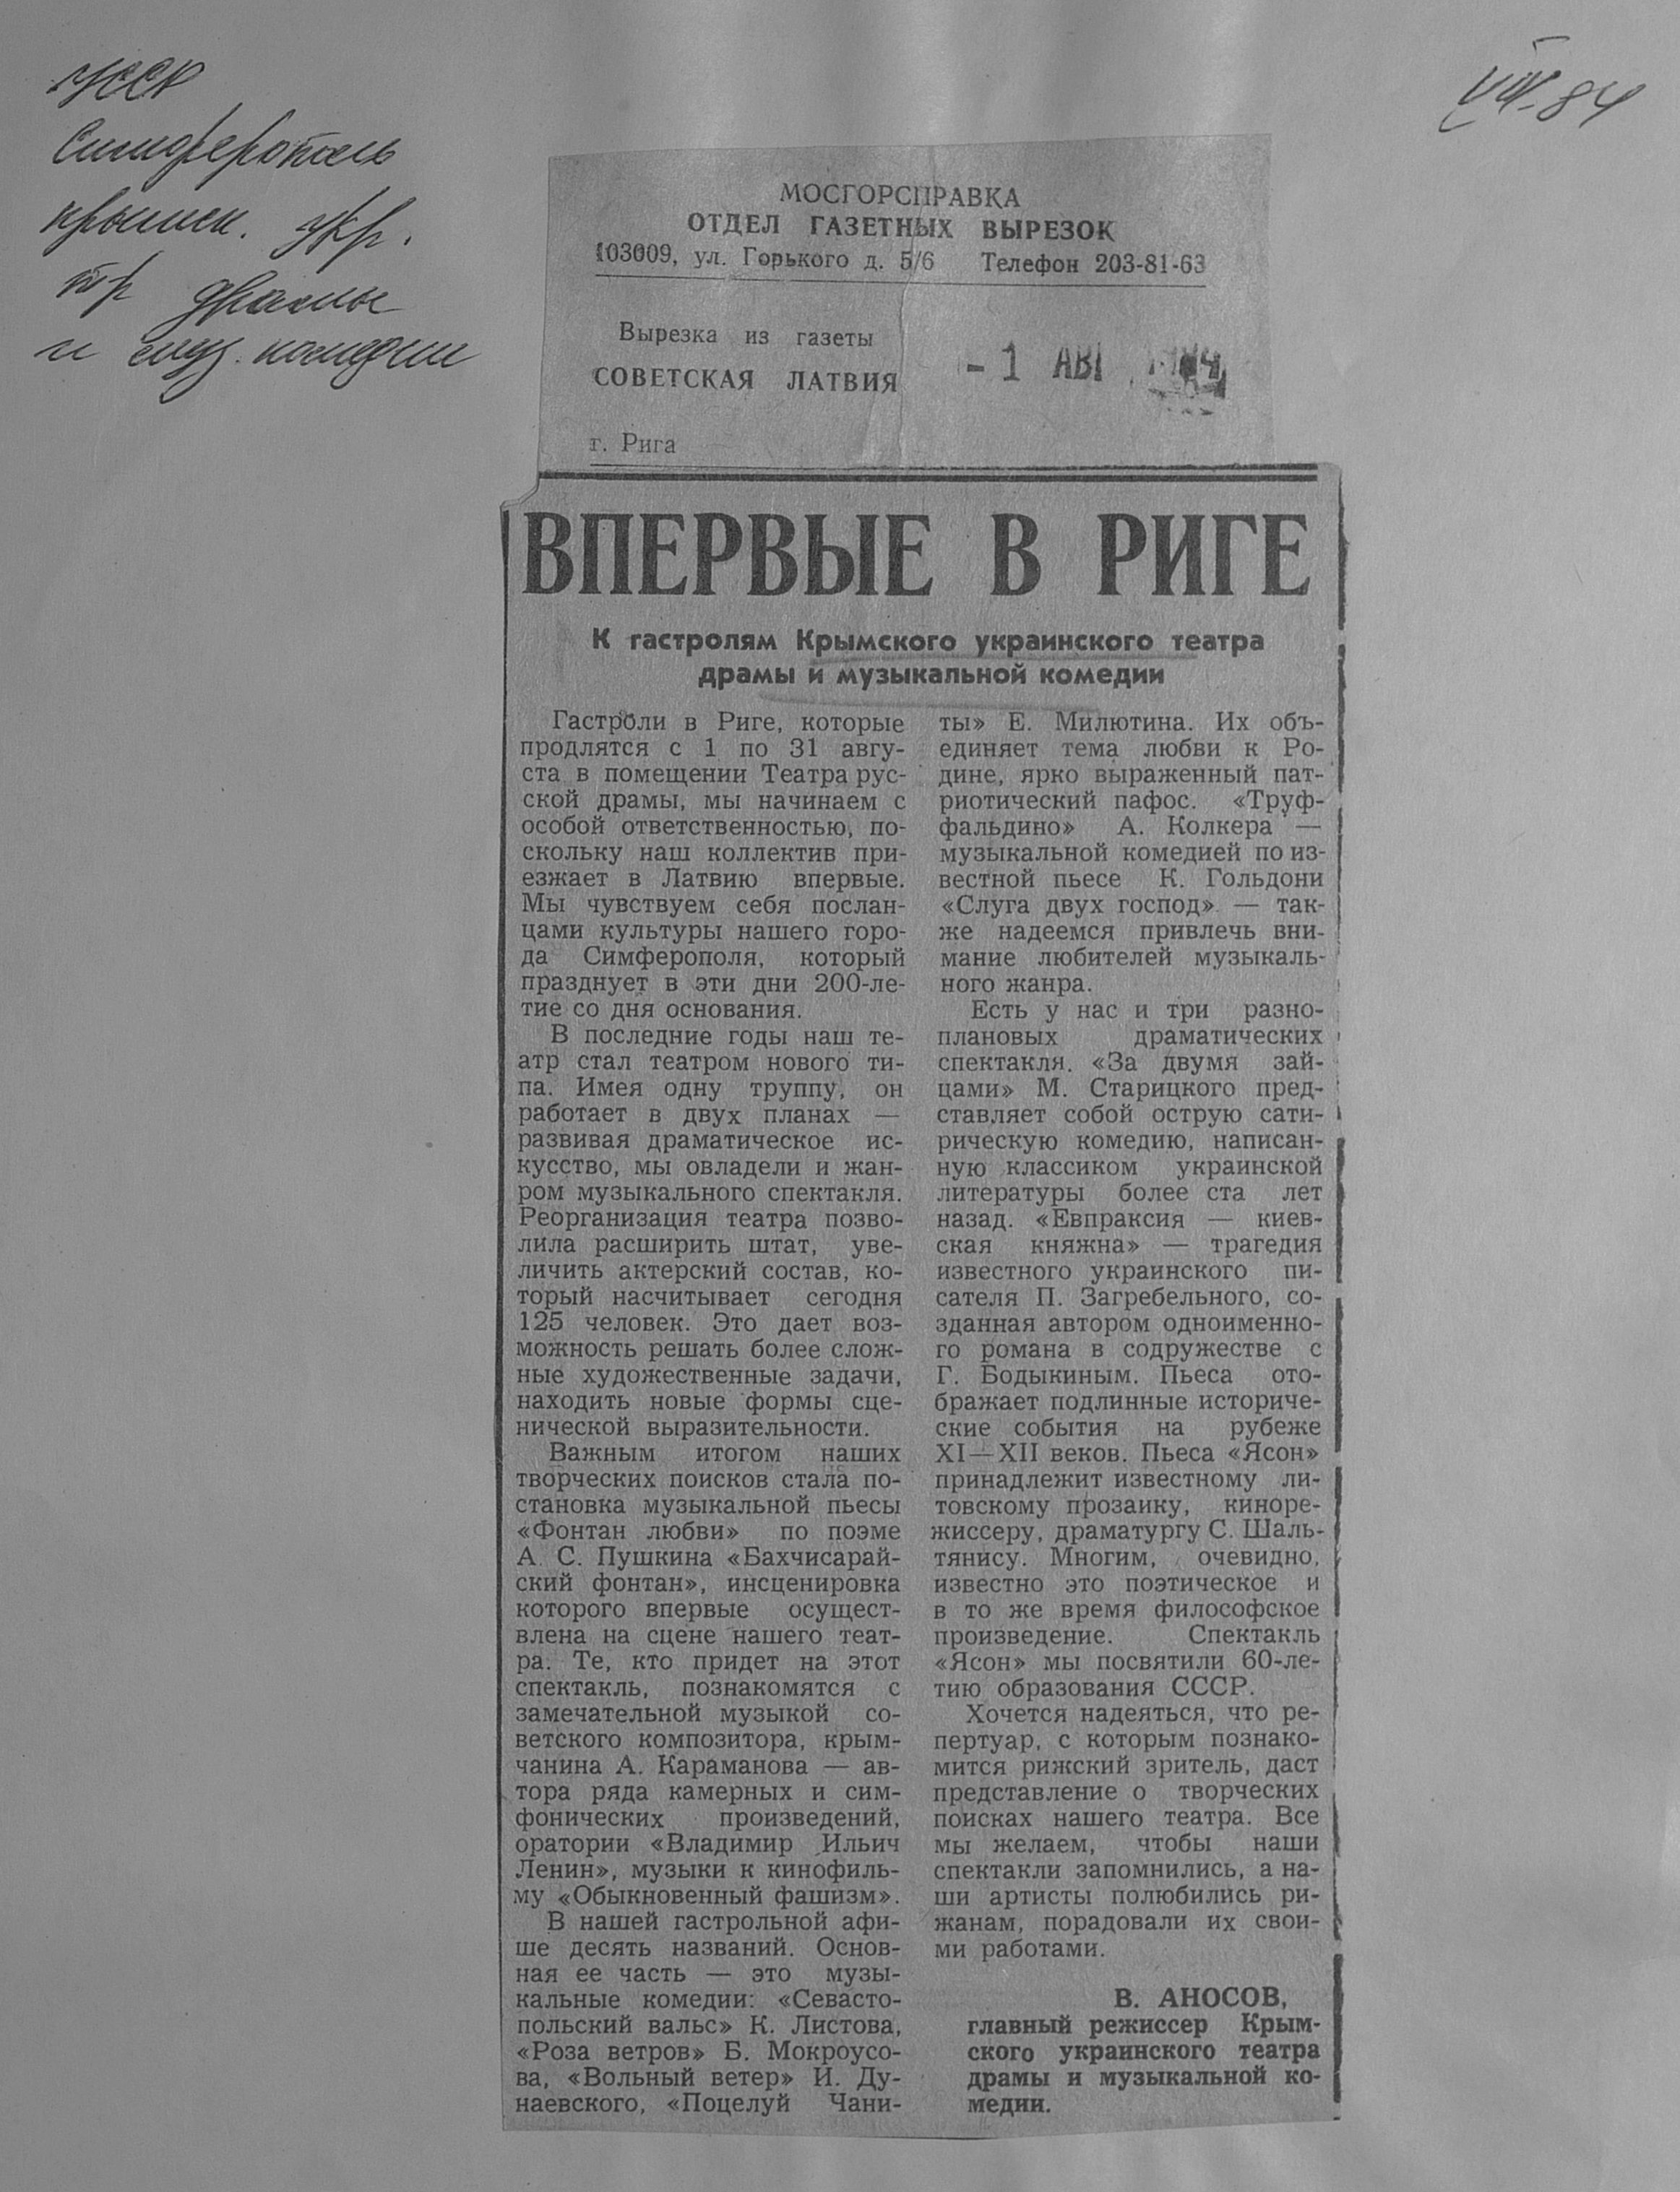 УССР
Симферополь
крымск. укр.
тр драмы
и муз. комедии
VIII-84
МОСГОРСПРАВКА
ОТДЕЛ ГАЗЕТНЫХ ВЫРЕЗОК
103009, ул. Горького д. 5/6 Телефон 203-81-63
Вырезка из газеты
СОВЕТСКАЯ ЛАТВИЯ
- 1 АВГ
г. Рига
ВПЕРВЫЕ В РИГЕ
К гастролям Крымского украинского театра
драмы и музыкальной комедии
Гастроли в Риге, которые
продлятся с 1 по 31 авгу-
ста в помещении Театра рус-
ской драмы, мы начинаем с
особой ответственностью, по-
скольку наш коллектив при-
езжает в Латвию впервые.
Мы чувствуем себя послан-
цами культуры нашего горо-
да Симферополя, который
празднует в эти дни 200-ле-
тие со дня основания.
В последние годы наш те-
атр стал театром нового ти-
па. Имея одну труппу, он
работает в двух планах —
развивая драматическое ис-
кусство, мы овладели и жан-
ром музыкального спектакля.
Реорганизация театра позво-
лила расширить штат, уве-
личить актерский состав, ко-
торый насчитывает сегодня
125 человек. Это дает воз-
можность решать более слож-
ные художественные задачи,
находить новые формы сце-
нической выразительности.
Важным итогом наших
творческих поисков стала по-
становка музыкальной пьесы
«Фонтан любви» по поэме
А. С. Пушкина «Бахчисарай-
ский фонтан», инсценировка
которого впервые осущест-
влена на сцене нашего теат-
ра. Те, кто придет на этот
спектакль, познакомятся с
замечательной музыкой со-
ветского композитора, крым-
чанина А. Караманова — ав-
тора ряда камерных и сим-
фонических произведений,
оратории «Владимир Ильич
Ленин», музыки к кинофиль-
му «Обыкновенный фашизм».
В нашей гастрольной афи-
ше десять названий. Основ-
ная ее часть — это музы-
кальные комедии: «Севасто-
польский вальс» К. Листова,
«Роза ветров» Б. Мокроусо-
ва, «Вольный ветер» И. Ду-
наевского, «Поцелуй Чани-
ты» Е. Милютина. Их объ-
единяет тема любви к Ро-
дине, ярко выраженный пат-
риотический пафос. «Труф-
фальдино» А. Колкера —
музыкальной комедией по из-
вестной пьесе К. Гольдони
«Слуга двух господ» — так-
же надеемся привлечь вни-
мание любителей музыкаль-
ного жанра.
Есть у нас и три разно-
плановых драматических
спектакля. «За двумя зай-
цами» М. Старицкого пред-
ставляет собой острую сати-
рическую комедию, написан-
ную классиком украинской
литературы более ста лет
назад. «Евпраксия — киев-
ская княжна» — трагедия
известного украинского пи-
сателя П. Загребельного, со-
зданная автором одноименно-
го романа в содружестве с
Г. Бодыкиным. Пьеса ото-
бражает подлинные историче-
ские события на рубеже
XI—XII веков. Пьеса «Ясон»
принадлежит известному ли-
товскому прозаику, киноре-
жиссеру, драматургу С. Шаль-
тянису. Многим, очевидно,
известно это поэтическое и
в то же время философское
произведение. Спектакль
«Ясон» мы посвятили 60-ле-
тию образования СССР.
Хочется надеяться, что ре-
пертуар, с которым познако-
мится рижский зритель, даст
представление о творческих
поисках нашего театра. Все
мы желаем, чтобы наши
спектакли запомнились, а на-
ши артисты полюбились ри-
жанам, порадовали их свои-
ми работами.
В. АНОСОВ,
главный режиссер Крым-
ского украинского театра
драмы и музыкальной ко-
медии.